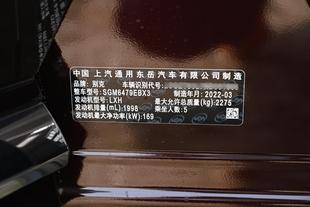 中国 上汽通用东岳汽车有限公司制造
品牌: 别克 车辆识别代号:
整车型号: SGM6479EBX3 制造年月: 2022-03
发动机型号: LXH 最大允许总质量(kg): 2275
发动机排量(mL): 1998 乘坐人数: 5
发动机最大净功率(kW): 169